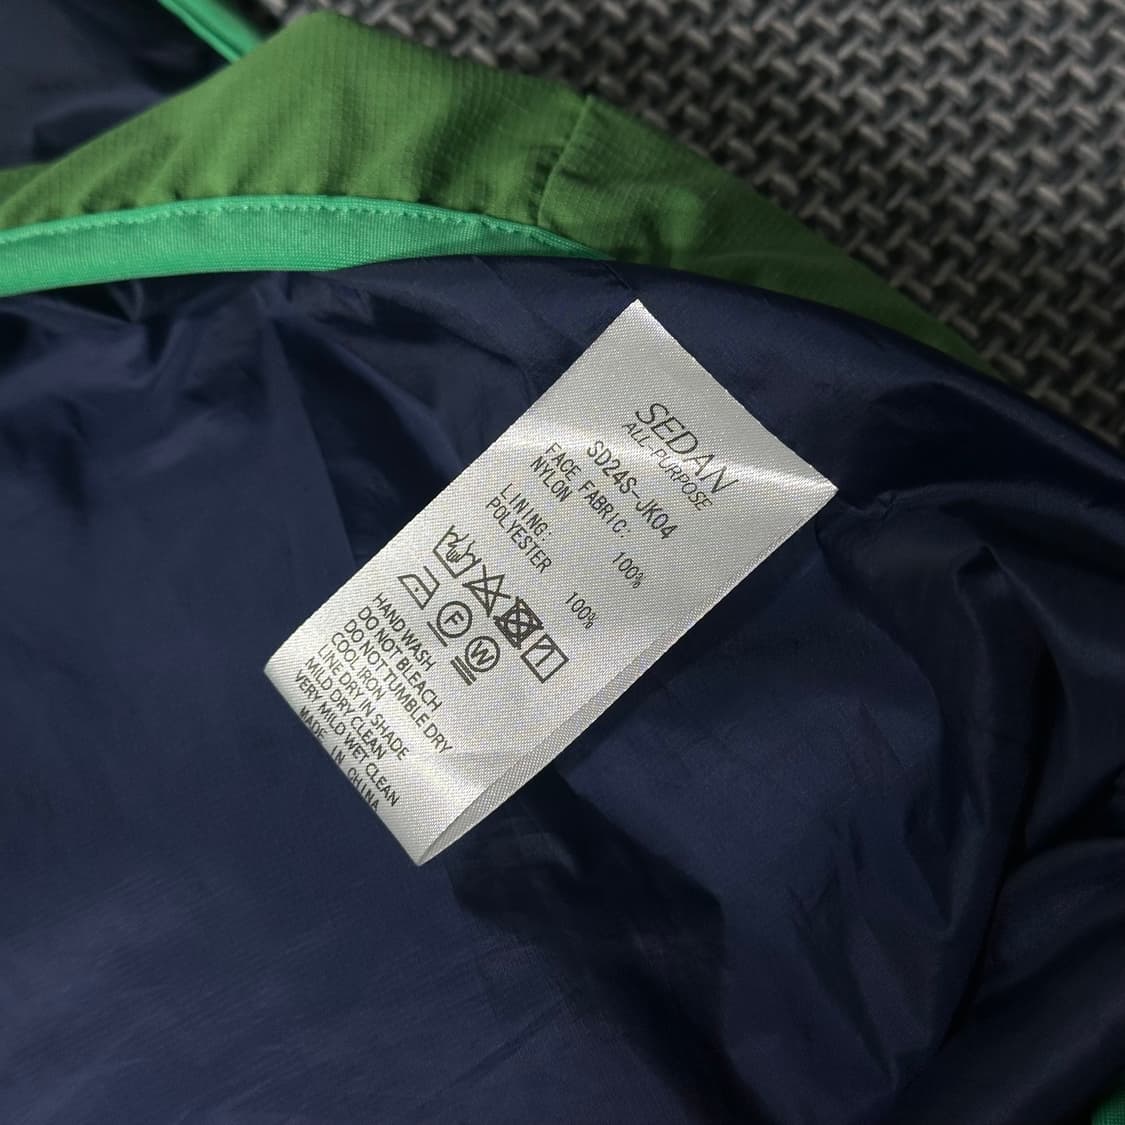 SEDAN
ALL-PURPOSE
SD24S-JK04
FACE FABRIC:
NYLON 100%
LINING:
POLYESTER 100%
F
W
HAND WASH
DO NOT BLEACH
DO NOT TUMBLE DRY
COOL IRON
LINE DRY IN SHADE
MILD DRY CLEAN
VERY MILD WET CLEAN
MADE IN CHINA